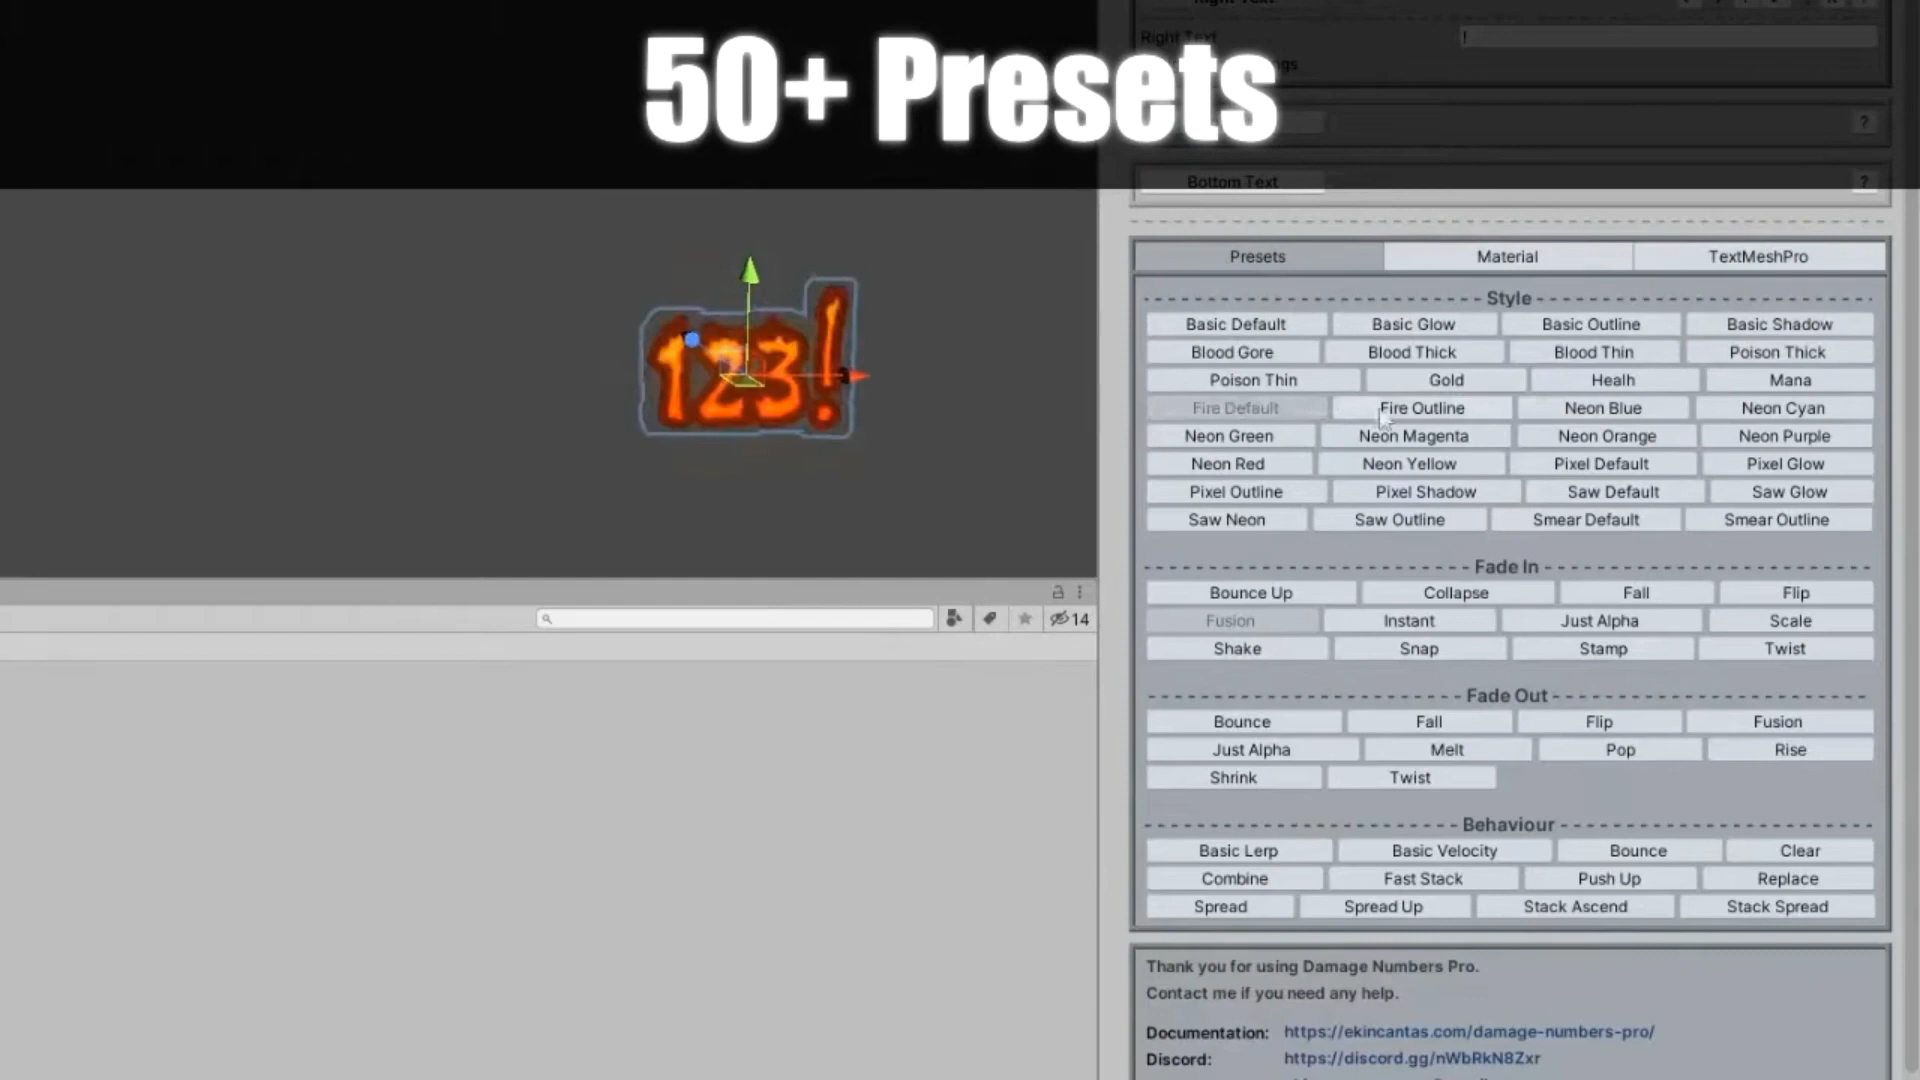 50+ Presets
Right Text
Right Text !
Bottom Text ?
?
Presets Material TextMeshPro
Style
Basic Default Basic Glow Basic Outline Basic Shadow
Blood Gore Blood Thick Blood Thin Poison Thick
Poison Thin Gold Healh Mana
Fire Default Fire Outline Neon Blue Neon Cyan
Neon Green Neon Magenta Neon Orange Neon Purple
Neon Red Neon Yellow Pixel Default Pixel Glow
Pixel Outline Pixel Shadow Saw Default Saw Glow
Saw Neon Saw Outline Smear Default Smear Outline
Fade In
Bounce Up Collapse Fall Flip
Fusion Instant Just Alpha Scale
Shake Snap Stamp Twist
Fade Out
Bounce Fall Flip Fusion
Just Alpha Melt Pop Rise
Shrink Twist
Behaviour
Basic Lerp Basic Velocity Bounce Clear
Combine Fast Stack Push Up Replace
Spread Spread Up Stack Ascend Stack Spread
Thank you for using Damage Numbers Pro.
Contact me if you need any help.
Documentation: https://ekincantas.com/damage-numbers-pro/
Discord: https://discord.gg/nWbRkN8Zxr
123!
14